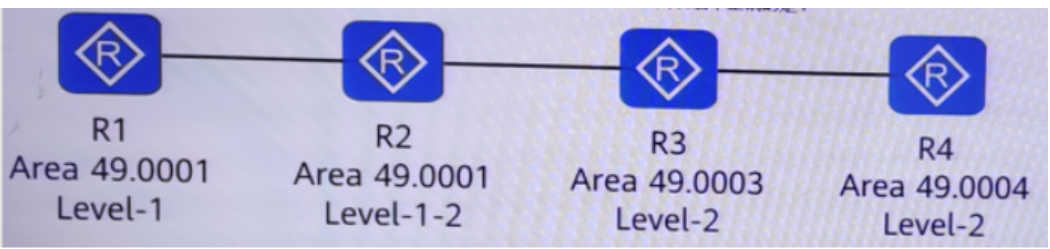 R
R
R
R
R1
Area 49.0001
Level-1
R2
Area 49.0001
Level-1-2
R3
Area 49.0003
Level-2
R4
Area 49.0004
Level-2